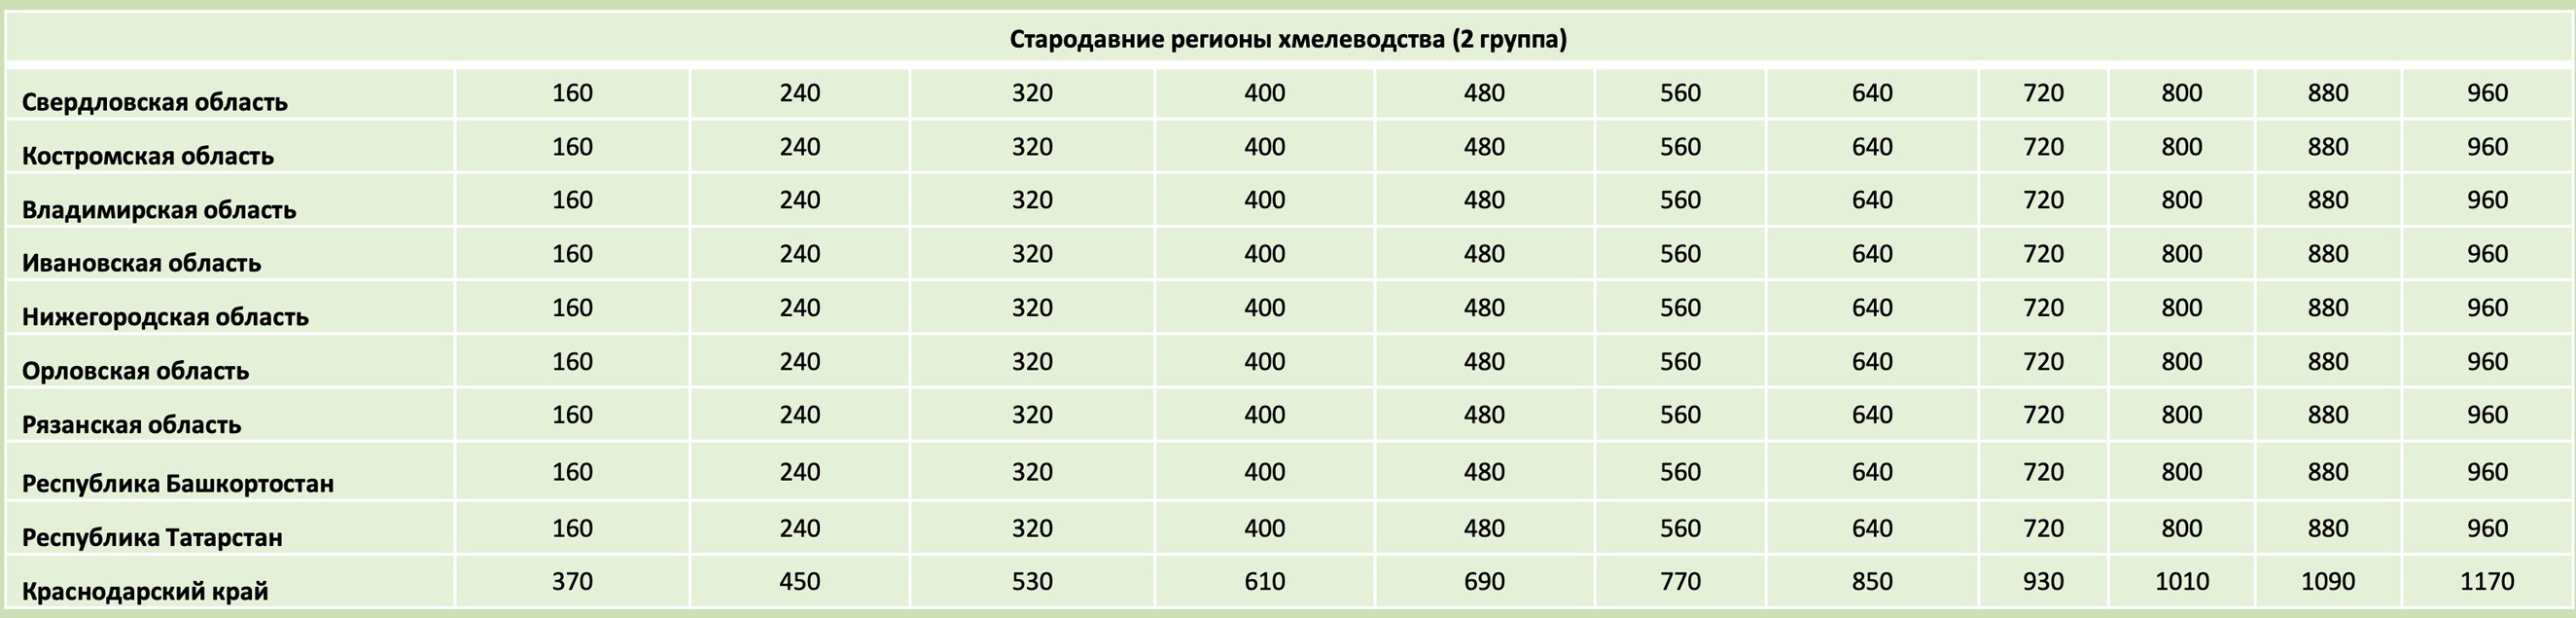 Стародавние регионы хмелеводства (2 группа)
Свердловская область 160 240 320 400 480 560 640 720 800 880 960
Костромская область 160 240 320 400 480 560 640 720 800 880 960
Владимирская область 160 240 320 400 480 560 640 720 800 880 960
Ивановская область 160 240 320 400 480 560 640 720 800 880 960
Нижегородская область 160 240 320 400 480 560 640 720 800 880 960
Орловская область 160 240 320 400 480 560 640 720 800 880 960
Рязанская область 160 240 320 400 480 560 640 720 800 880 960
Республика Башкортостан 160 240 320 400 480 560 640 720 800 880 960
Республика Татарстан 160 240 320 400 480 560 640 720 800 880 960
Краснодарский край 370 450 530 610 690 770 850 930 1010 1090 1170